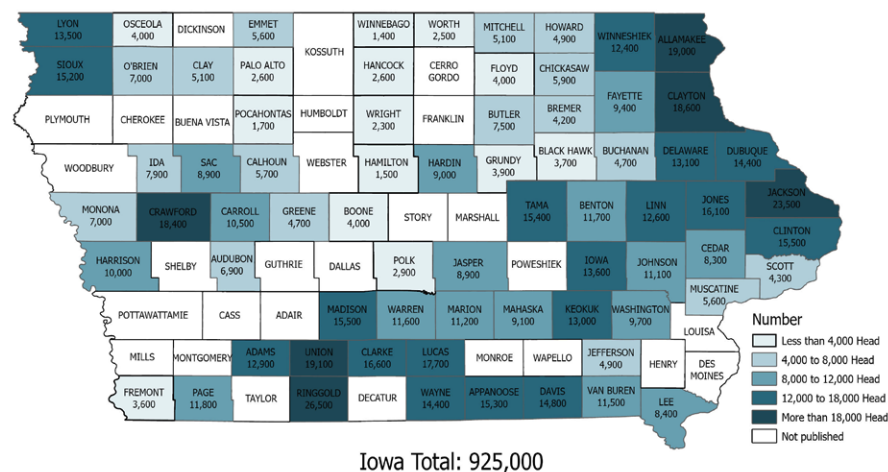 LYON
13,500
OSCEOLA
4,000
DICKINSON
EMMET
5,600
KOSSUTH
WINNEBAGO
1,400
WORTH
2,500
MITCHELL
5,100
HOWARD
4,900
WINNESHIEK
12,400
ALLAMAKEE
19,000
SIOUX
15,200
O'BRIEN
7,000
CLAY
5,100
PALO ALTO
2,600
HANCOCK
2,600
CERRO
GORDO
FLOYD
4,000
CHICKASAW
5,900
FAYETTE
9,400
CLAYTON
18,600
PLYMOUTH
CHEROKEE
BUENA VISTA
POCAHONTAS
1,700
HUMBOLDT
WRIGHT
2,300
FRANKLIN
BUTLER
7,500
BREMER
4,200
WOODBURY
IDA
7,900
SAC
8,900
CALHOUN
5,700
WEBSTER
HAMILTON
1,500
HARDIN
9,000
GRUNDY
3,900
BLACK HAWK
3,700
BUCHANAN
4,700
DELAWARE
13,100
DUBUQUE
14,400
MONONA
7,000
CRAWFORD
18,400
CARROLL
10,500
GREENE
4,700
BOONE
4,000
STORY
MARSHALL
TAMA
15,400
BENTON
11,700
LINN
12,600
JONES
16,100
JACKSON
23,500
CLINTON
15,500
HARRISON
10,000
SHELBY
AUDUBON
6,900
GUTHRIE
DALLAS
POLK
2,900
JASPER
8,900
POWESHIEK
IOWA
13,600
JOHNSON
11,100
CEDAR
8,300
SCOTT
4,300
MUSCATINE
5,600
POTTAWATTAMIE
CASS
ADAIR
MADISON
15,500
WARREN
11,600
MARION
11,200
MAHASKA
9,100
KEOKUK
13,000
WASHINGTON
9,700
LOUISA
MILLS
MONTGOMERY
ADAMS
12,900
UNION
19,100
CLARKE
16,600
LUCAS
17,700
MONROE
WAPELLO
JEFFERSON
4,900
HENRY
DES
MOINES
FREMONT
3,600
PAGE
11,800
TAYLOR
RINGGOLD
26,500
DECATUR
WAYNE
14,400
APPANOOSE
15,300
DAVIS
14,800
VAN BUREN
11,500
LEE
8,400
Number
Less than 4,000 Head
4,000 to 8,000 Head
8,000 to 12,000 Head
12,000 to 18,000 Head
More than 18,000 Head
Not published
Iowa Total: 925,000